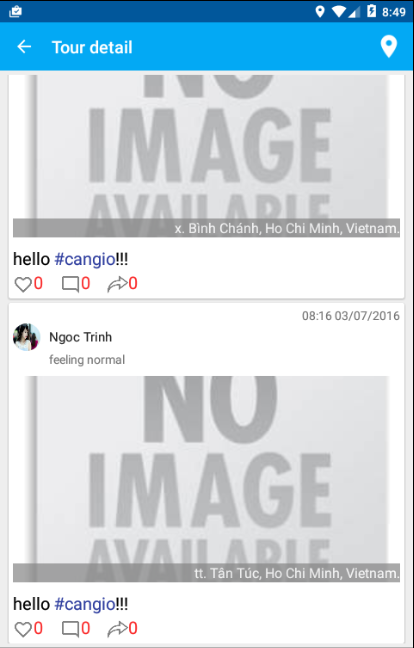 8:49
Tour detail
NO
IMAGE
AVAILABLE
x. Bình Chánh, Ho Chi Minh, Vietnam.
hello #cangio!!!
0 0 0
08:16 03/07/2016
Ngoc Trinh
feeling normal
NO
IMAGE
AVAILABLE
tt. Tân Túc, Ho Chi Minh, Vietnam.
hello #cangio!!!
0 0 0